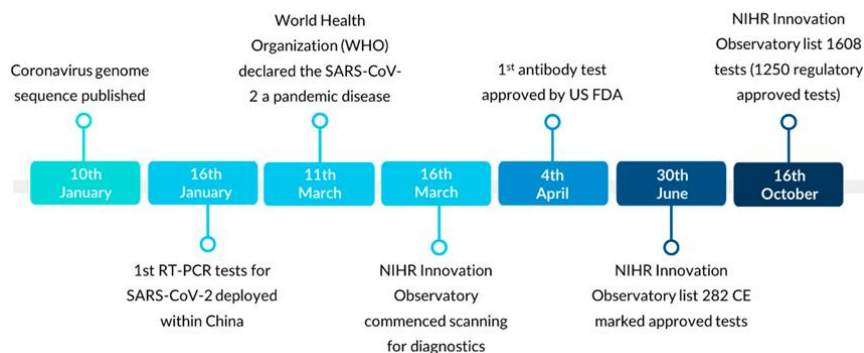 Coronavirus genome
sequence published
World Health
Organization (WHO)
declared the SARS-CoV-
2 a pandemic disease
1st antibody test
approved by US FDA
NIHR Innovation
Observatory list 1608
tests (1250 regulatory
approved tests)
10th
January
16th
January
11th
March
16th
March
4th
April
30th
June
16th
October
1st RT-PCR tests for
SARS-CoV-2 deployed
within China
NIHR Innovation
Observatory
commenced scanning
for diagnostics
NIHR Innovation
Observatory list 282 CE
marked approved tests